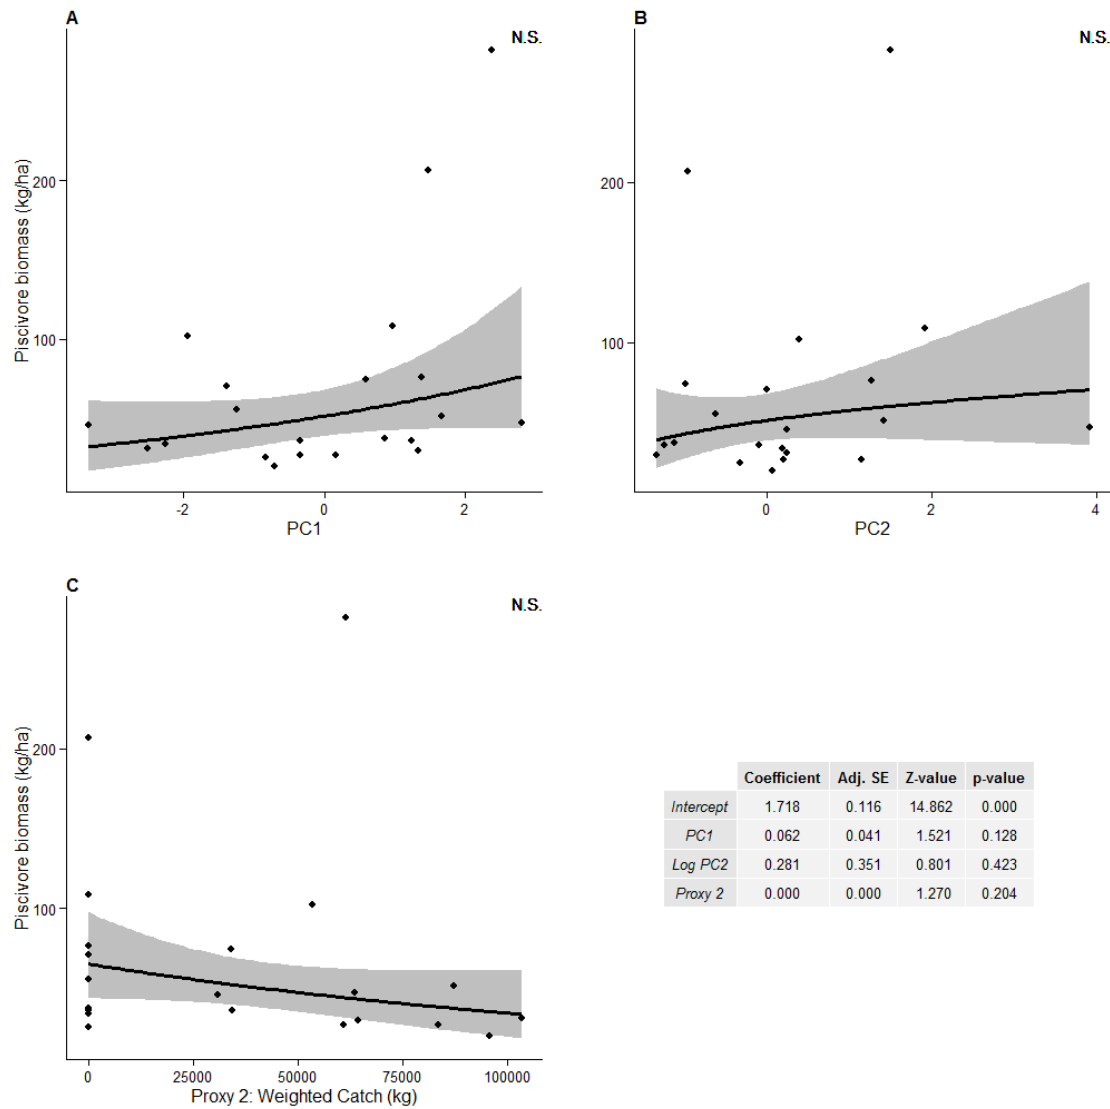 A
N.S.
Piscivore biomass (kg/ha)
200
100
-2
0
2
PC1
B
N.S.
200
100
0
2
4
PC2
C
N.S.
Piscivore biomass (kg/ha)
200
100
0
25000
50000
75000
100000
Proxy 2: Weighted Catch (kg)
Coefficient Adj. SE Z-value p-value
Intercept 1.718 0.116 14.862 0.000
PC1 0.062 0.041 1.521 0.128
Log PC2 0.281 0.351 0.801 0.423
Proxy 2 0.000 0.000 1.270 0.204